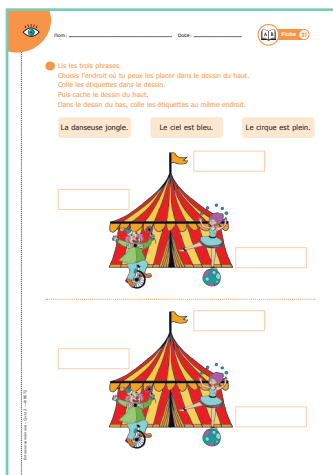 Nom: Date: Fiche 21
Lis les trois phrases.
Choisis l'endroit où tu peux les placer dans le dessin du haut.
Colle les étiquettes dans le dessin.
Puis cache le dessin du haut.
Dans le dessin du bas, colle les étiquettes au même endroit.
La danseuse jongle. Le ciel est bleu. Le cirque est plein.